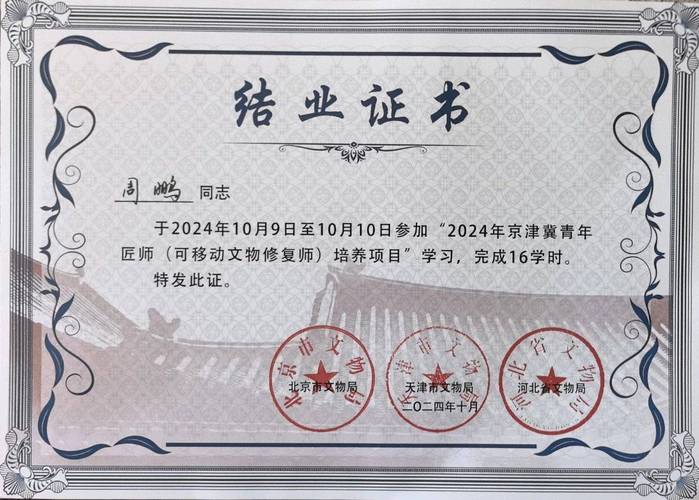 结业证书
周鹏 同志
于2024年10月9日至10月10日参加“2024年京津冀青年
匠师（可移动文物修复师）培养项目”学习，完成16学时。
特发此证。
北京市文物局
天津市文物局
河北省文物局
北京市文物局 天津市文物局 河北省文物局
二〇二四年十月